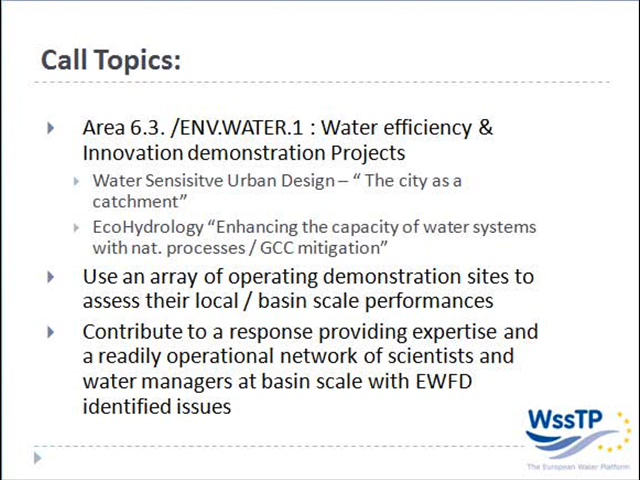 Call Topics:
Area 6.3. /ENV.WATER.1 : Water efficiency &
Innovation demonstration Projects
Water Sensisitve Urban Design – “ The city as a
catchment”
EcoHydrology “Enhancing the capacity of water systems
with nat. processes / GCC mitigation”
Use an array of operating demonstration sites to
assess their local / basin scale performances
Contribute to a response providing expertise and
a readily operational network of scientists and
water managers at basin scale with EWFD
identified issues
WssTP
The European Water Platform